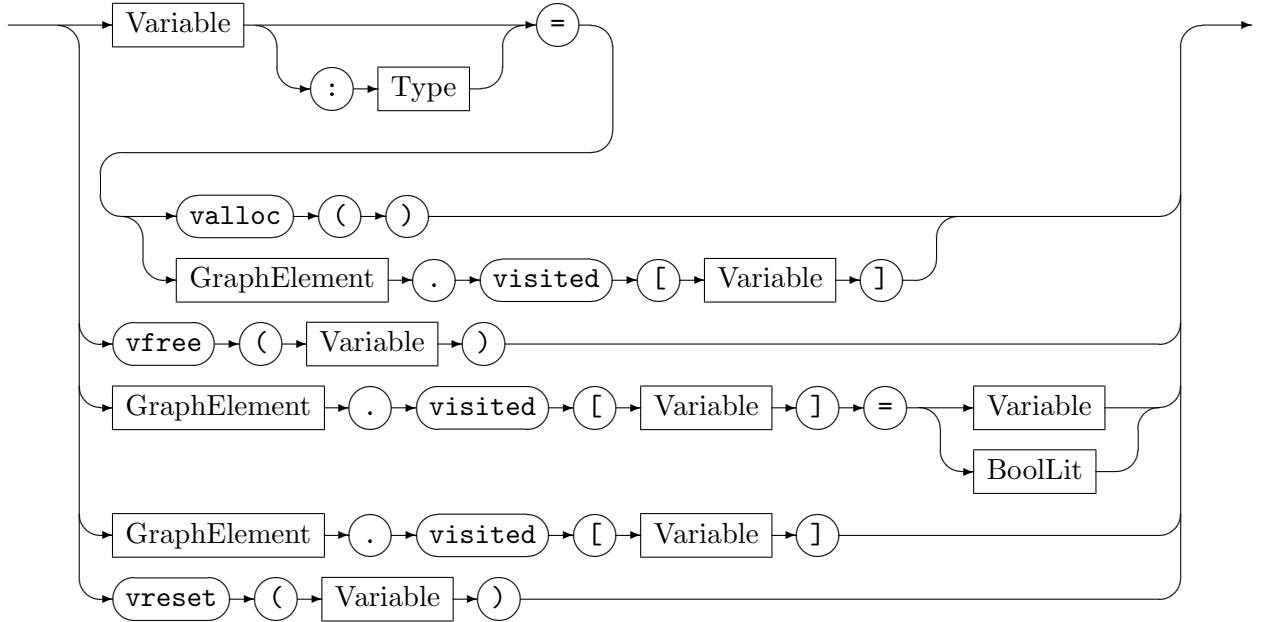 Variable =
: Type
valloc ( )
GraphElement . visited [ Variable ]
vfree ( Variable )
GraphElement . visited [ Variable ] = Variable
BoolLit
GraphElement . visited [ Variable ]
vreset ( Variable )